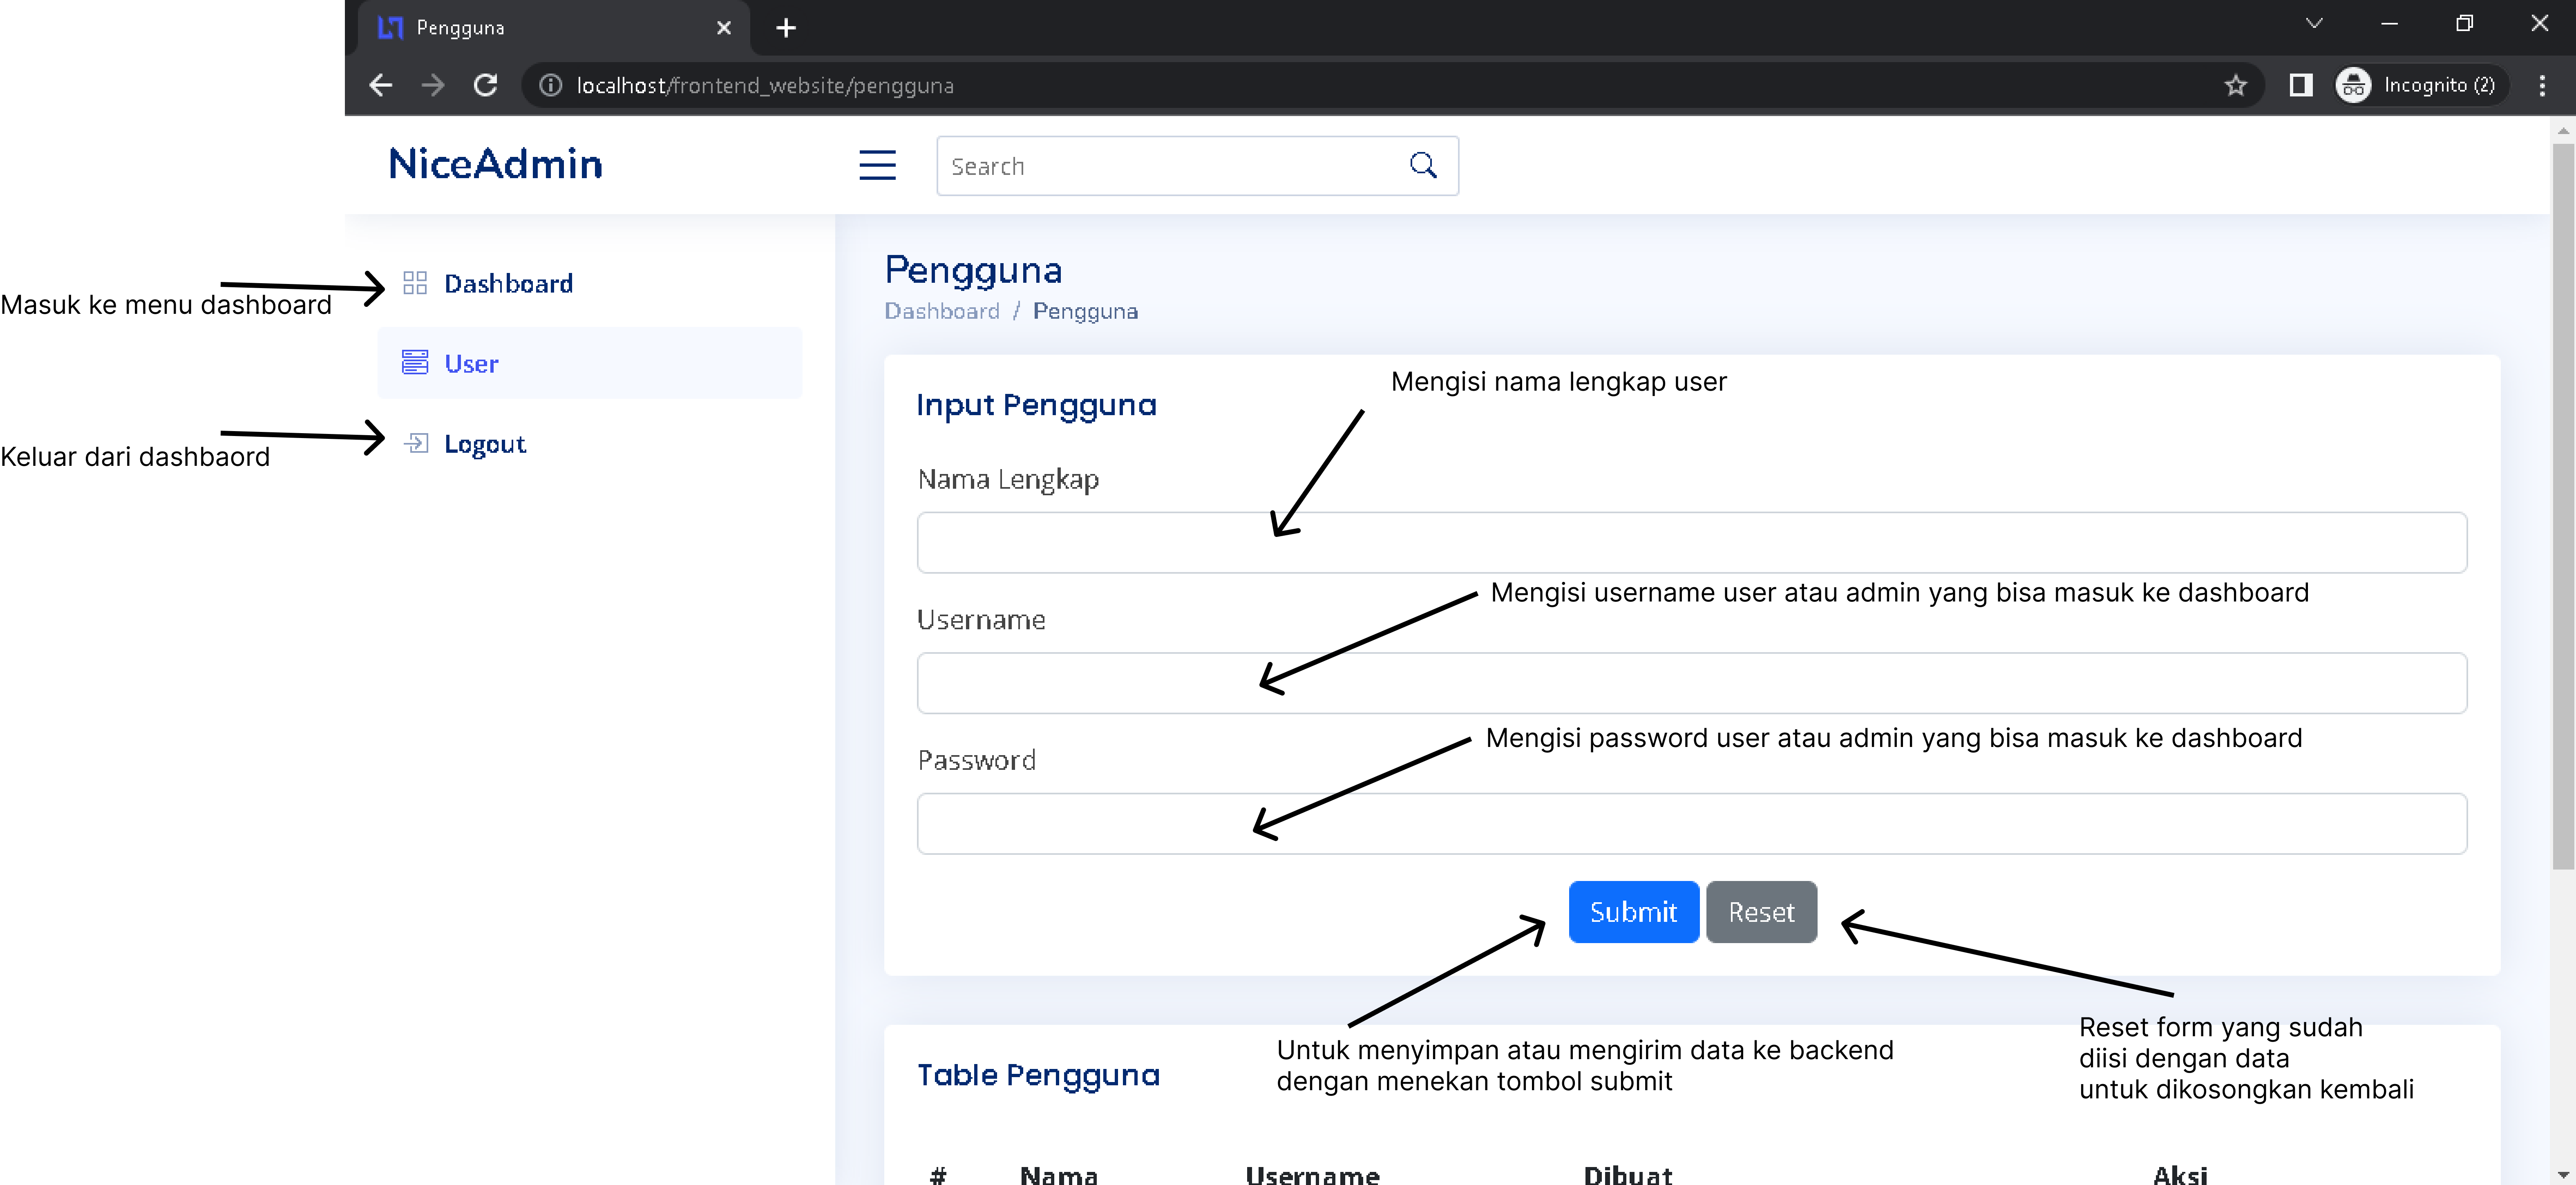 Pengguna
localhost/frontend_website/pengguna
Incognito (2)
NiceAdmin
Search
Dashboard
User
Logout
Masuk ke menu dashboard
Keluar dari dashbaord
Pengguna
Dashboard / Pengguna
Input Pengguna
Mengisi nama lengkap user
Nama Lengkap
Mengisi username user atau admin yang bisa masuk ke dashboard
Username
Mengisi password user atau admin yang bisa masuk ke dashboard
Password
Submit
Reset
Untuk menyimpan atau mengirim data ke backend
dengan menekan tombol submit
Reset form yang sudah
diisi dengan data
untuk dikosongkan kembali
Table Pengguna
# Nama Username Dibuat Aksi